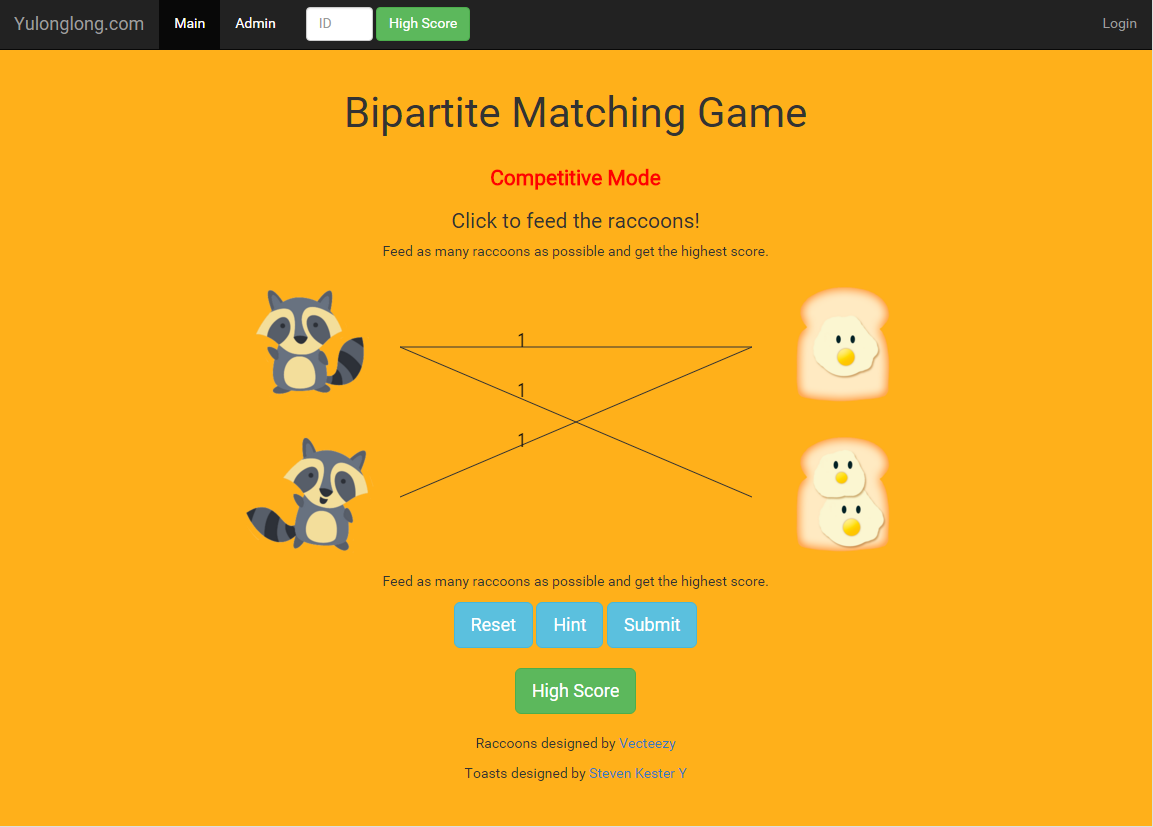 Yulonglong.com Main Admin ID High Score Login
Bipartite Matching Game
Competitive Mode
Click to feed the raccoons!
Feed as many raccoons as possible and get the highest score.
1
1
1
Feed as many raccoons as possible and get the highest score.
Reset Hint Submit
High Score
Raccoons designed by Vecteezy
Toasts designed by Steven Kester Y